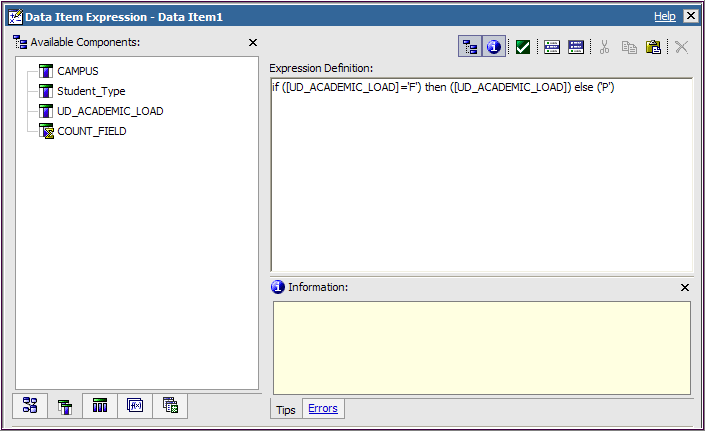 Data Item Expression - Data Item1
Help
Available Components:
CAMPUS
Student_Type
UD_ACADEMIC_LOAD
COUNT_FIELD
Expression Definition:
if ([UD_ACADEMIC_LOAD]='F') then ([UD_ACADEMIC_LOAD]) else ('P')
Information:
Tips
Errors